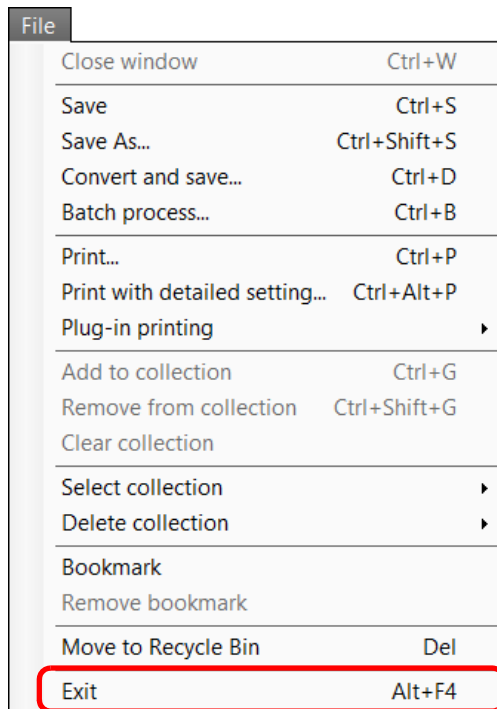 File
Close window Ctrl+W
Save Ctrl+S
Save As... Ctrl+Shift+S
Convert and save... Ctrl+D
Batch process... Ctrl+B
Print... Ctrl+P
Print with detailed setting... Ctrl+Alt+P
Plug-in printing
Add to collection Ctrl+G
Remove from collection Ctrl+Shift+G
Clear collection
Select collection
Delete collection
Bookmark
Remove bookmark
Move to Recycle Bin Del
Exit Alt+F4